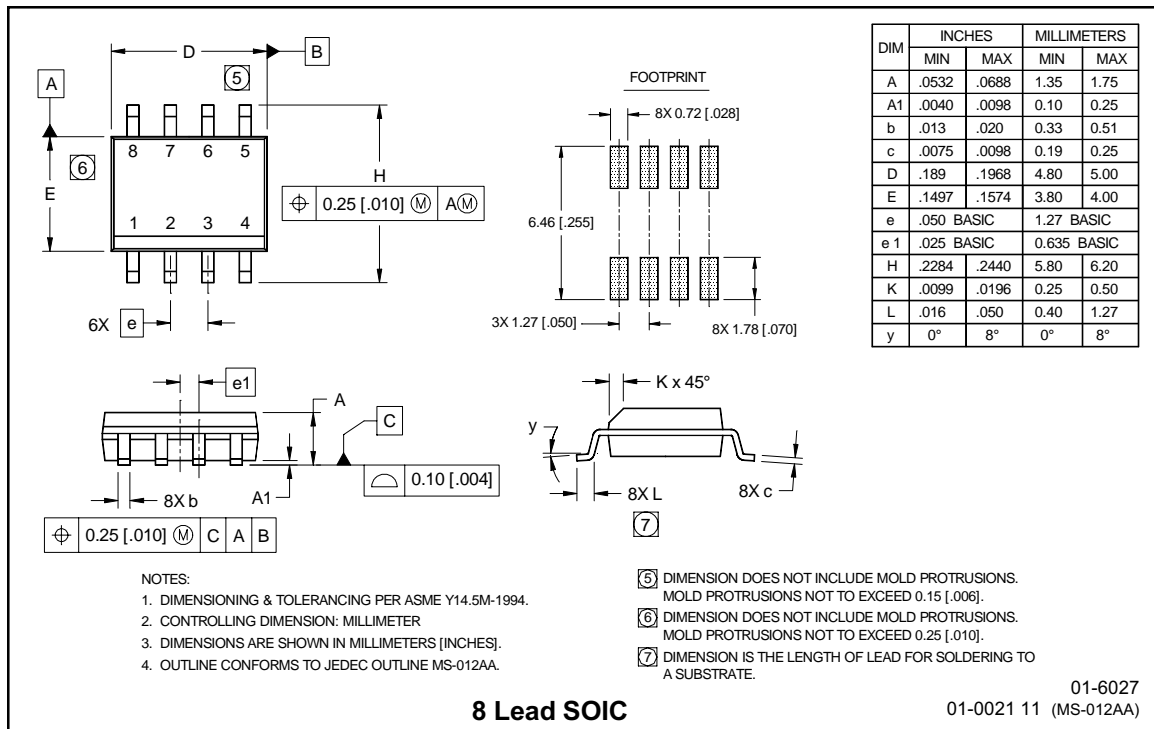 D
B
5
A
8 7 6 5
6
E
H
⌖ 0.25 [.010] Ⓜ AⓂ
1 2 3 4
6X e
FOOTPRINT
8X 0.72 [.028]
6.46 [.255]
3X 1.27 [.050]
8X 1.78 [.070]
DIM INCHES MILLIMETERS
MIN MAX MIN MAX
A .0532 .0688 1.35 1.75
A1 .0040 .0098 0.10 0.25
b .013 .020 0.33 0.51
c .0075 .0098 0.19 0.25
D .189 .1968 4.80 5.00
E .1497 .1574 3.80 4.00
e .050 BASIC 1.27 BASIC
e 1 .025 BASIC 0.635 BASIC
H .2284 .2440 5.80 6.20
K .0099 .0196 0.25 0.50
L .016 .050 0.40 1.27
y 0° 8° 0° 8°
e1
A
C
0.10 [.004]
A1
8X b
⌖ 0.25 [.010] Ⓜ C A B
K x 45°
y
8X L
8X c
7
NOTES:
1. DIMENSIONING & TOLERANCING PER ASME Y14.5M-1994.
2. CONTROLLING DIMENSION: MILLIMETER
3. DIMENSIONS ARE SHOWN IN MILLIMETERS [INCHES].
4. OUTLINE CONFORMS TO JEDEC OUTLINE MS-012AA.
5 DIMENSION DOES NOT INCLUDE MOLD PROTRUSIONS.
MOLD PROTRUSIONS NOT TO EXCEED 0.15 [.006].
6 DIMENSION DOES NOT INCLUDE MOLD PROTRUSIONS.
MOLD PROTRUSIONS NOT TO EXCEED 0.25 [.010].
7 DIMENSION IS THE LENGTH OF LEAD FOR SOLDERING TO
A SUBSTRATE.
8 Lead SOIC
01-6027
01-0021 11 (MS-012AA)